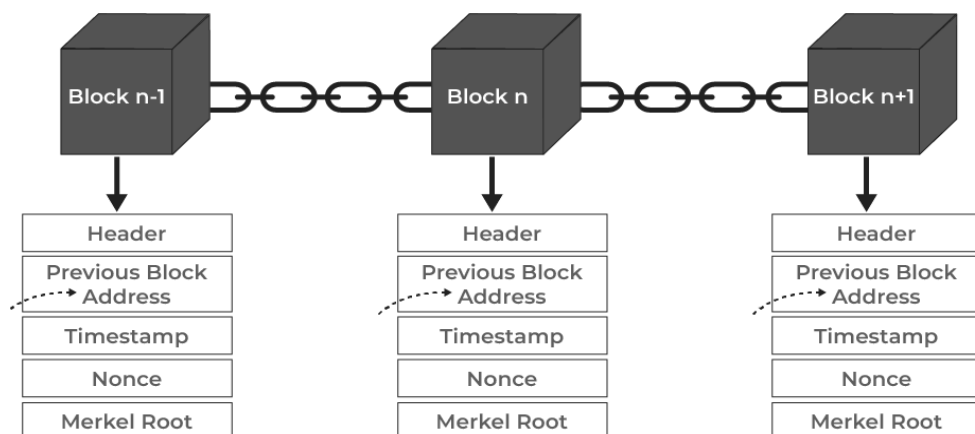 Block n-1
Block n
Block n+1
Header
Previous Block
Address
Timestamp
Nonce
Merkel Root
Header
Previous Block
Address
Timestamp
Nonce
Merkel Root
Header
Previous Block
Address
Timestamp
Nonce
Merkel Root